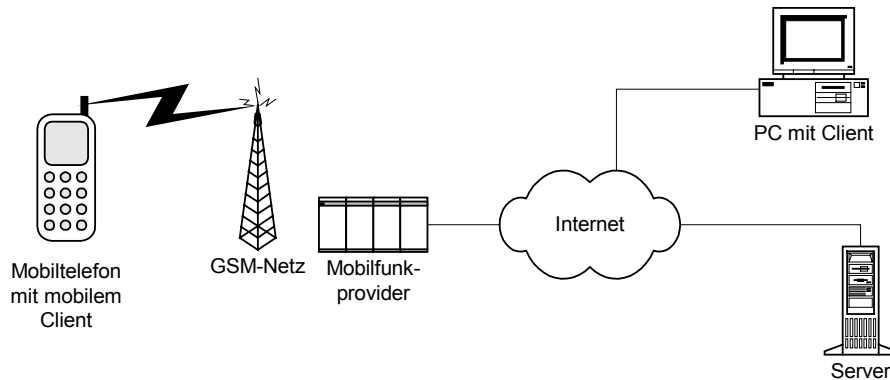 PC mit Client
Internet
GSM-Netz
Mobilfunk-
provider
Mobiltelefon
mit mobilem
Client
Server